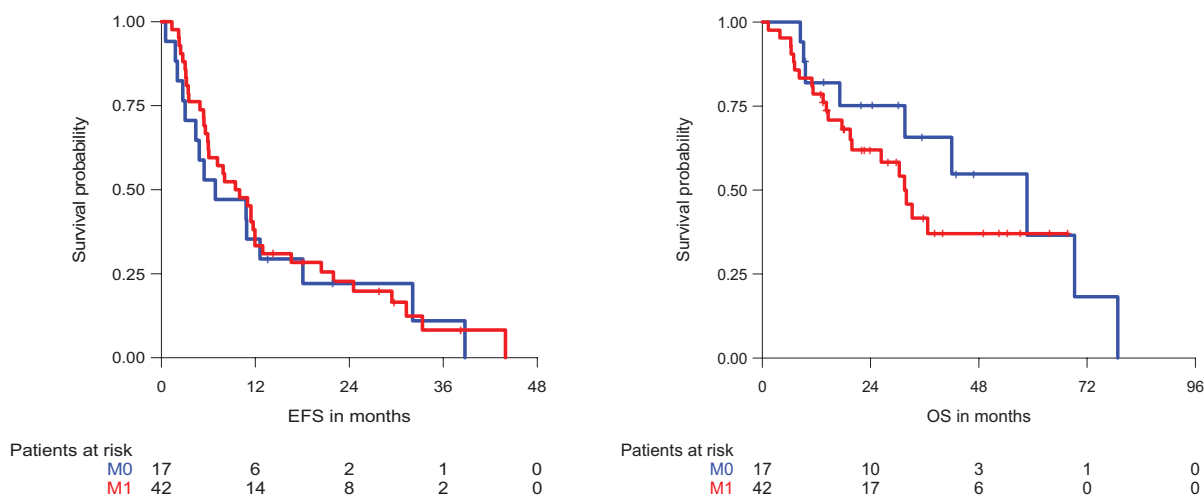 1.00
0.75
0.50
0.25
0.00
Survival probability
0 12 24 36 48
EFS in months
Patients at risk
M0 17 6 2 1 0
M1 42 14 8 2 0
1.00
0.75
0.50
0.25
0.00
Survival probability
0 24 48 72 96
OS in months
Patients at risk
M0 17 10 3 1 0
M1 42 17 6 0 0